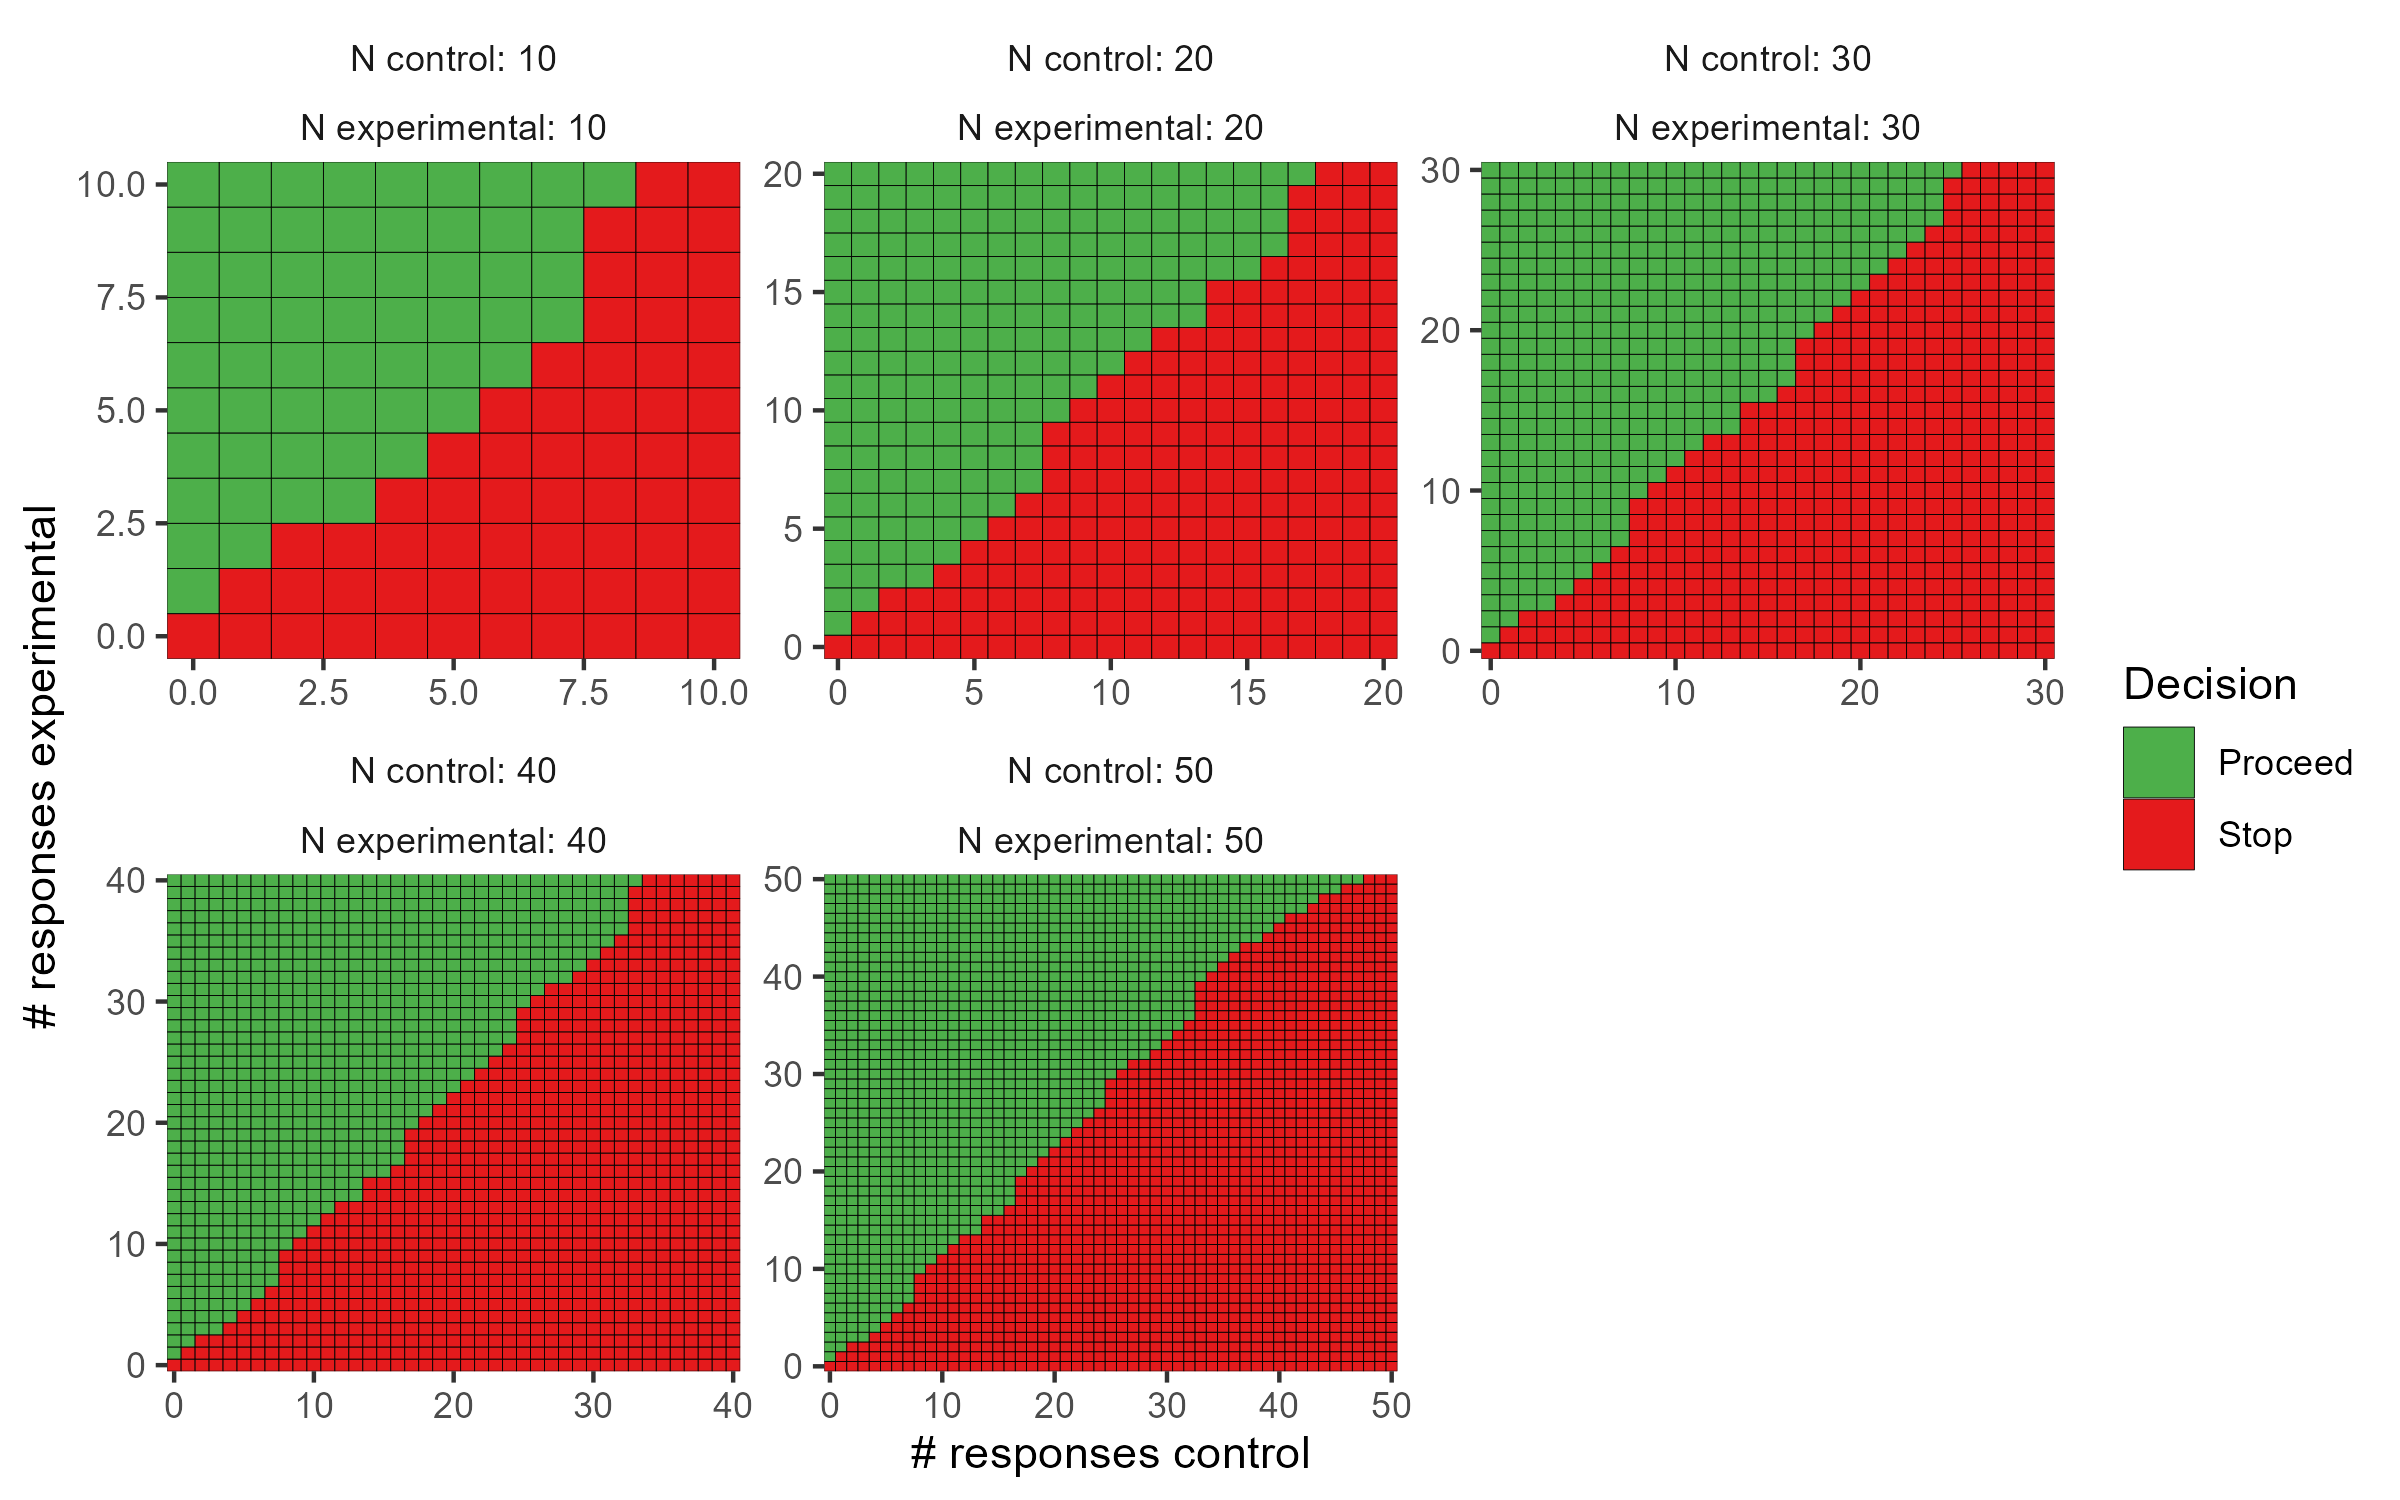 N control: 10
N experimental: 10
N control: 20
N experimental: 20
N control: 30
N experimental: 30
10.0
7.5
5.0
2.5
0.0
0.0 2.5 5.0 7.5 10.0
20
15
10
5
0
0 5 10 15 20
30
20
10
0
0 10 20 30
N control: 40
N experimental: 40
N control: 50
N experimental: 50
40
30
20
10
0
0 10 20 30 40
50
40
30
20
10
0
0 10 20 30 40 50
# responses experimental
# responses control
Decision
Proceed
Stop